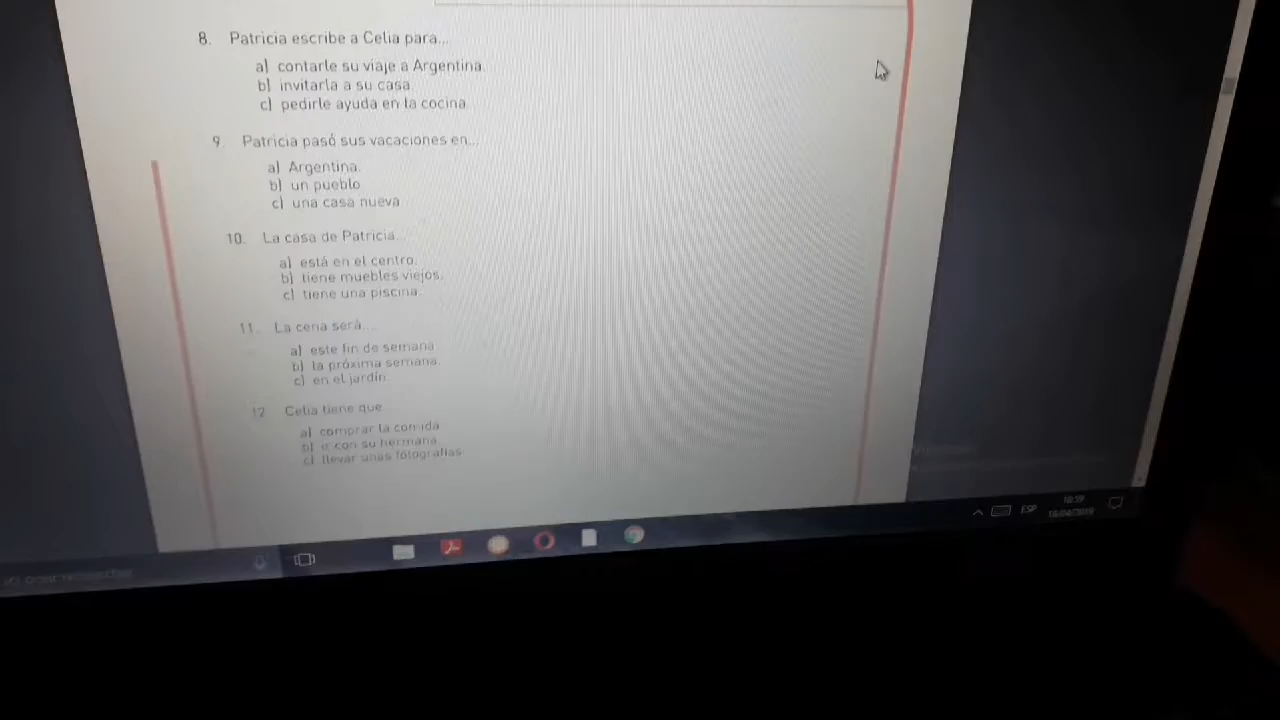 8. Patricia escribe a Celia para...
a) contarle su viaje a Argentina.
b) invitarla a su casa.
c) pedirle ayuda en la cocina.
9. Patricia pasó sus vacaciones en...
a) Argentina.
b) un pueblo.
c) una casa nueva.
10. La casa de Patricia...
a) está en el centro.
b) tiene muebles viejos.
c) tiene una piscina.
11. La cena será...
a) este fin de semana.
b) la próxima semana.
c) en el jardín.
12 Celia tiene que
a) comprar la comida
b) ir con su hermana.
c) llevar unas fotografías
ESP